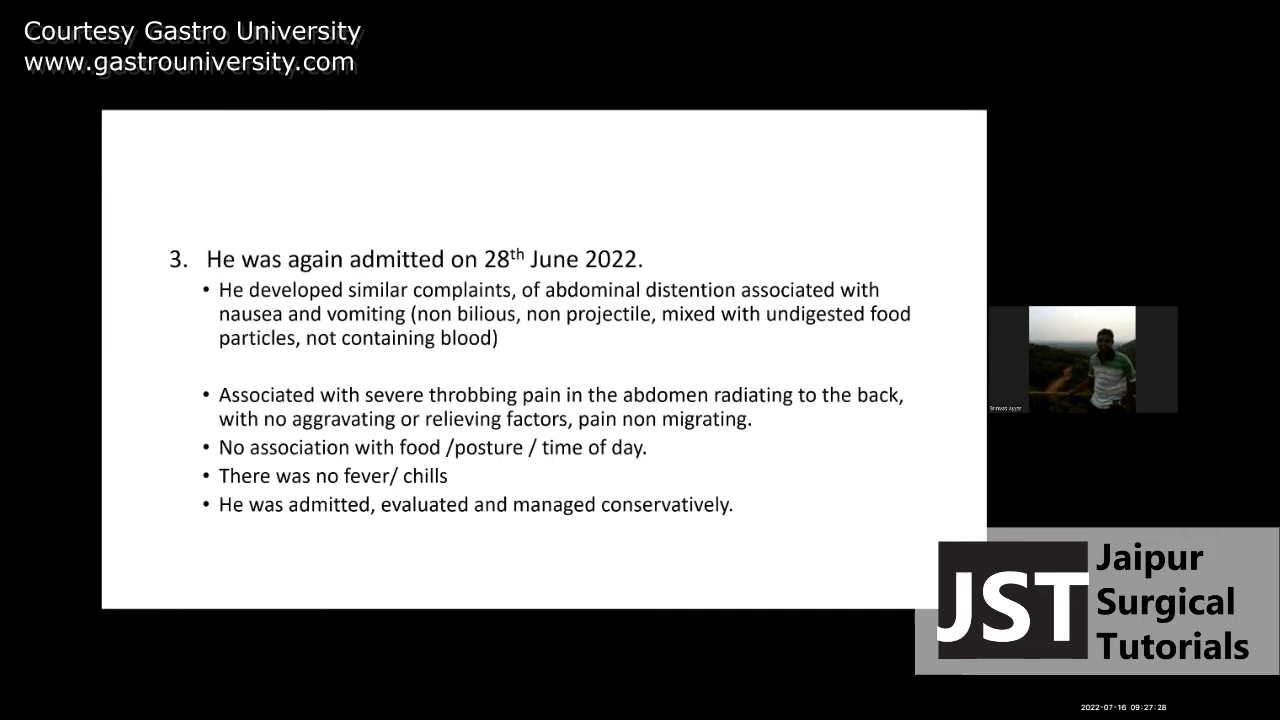 Courtesy Gastro University
www.gastrouniversity.com
3. He was again admitted on 28th June 2022.
• He developed similar complaints, of abdominal distention associated with
nausea and vomiting (non bilious, non projectile, mixed with undigested food
particles, not containing blood)
• Associated with severe throbbing pain in the abdomen radiating to the back,
with no aggravating or relieving factors, pain non migrating.
• No association with food /posture / time of day.
• There was no fever/ chills
• He was admitted, evaluated and managed conservatively.
JST
Jaipur
Surgical
Tutorials
2022-07-16 09:27:28